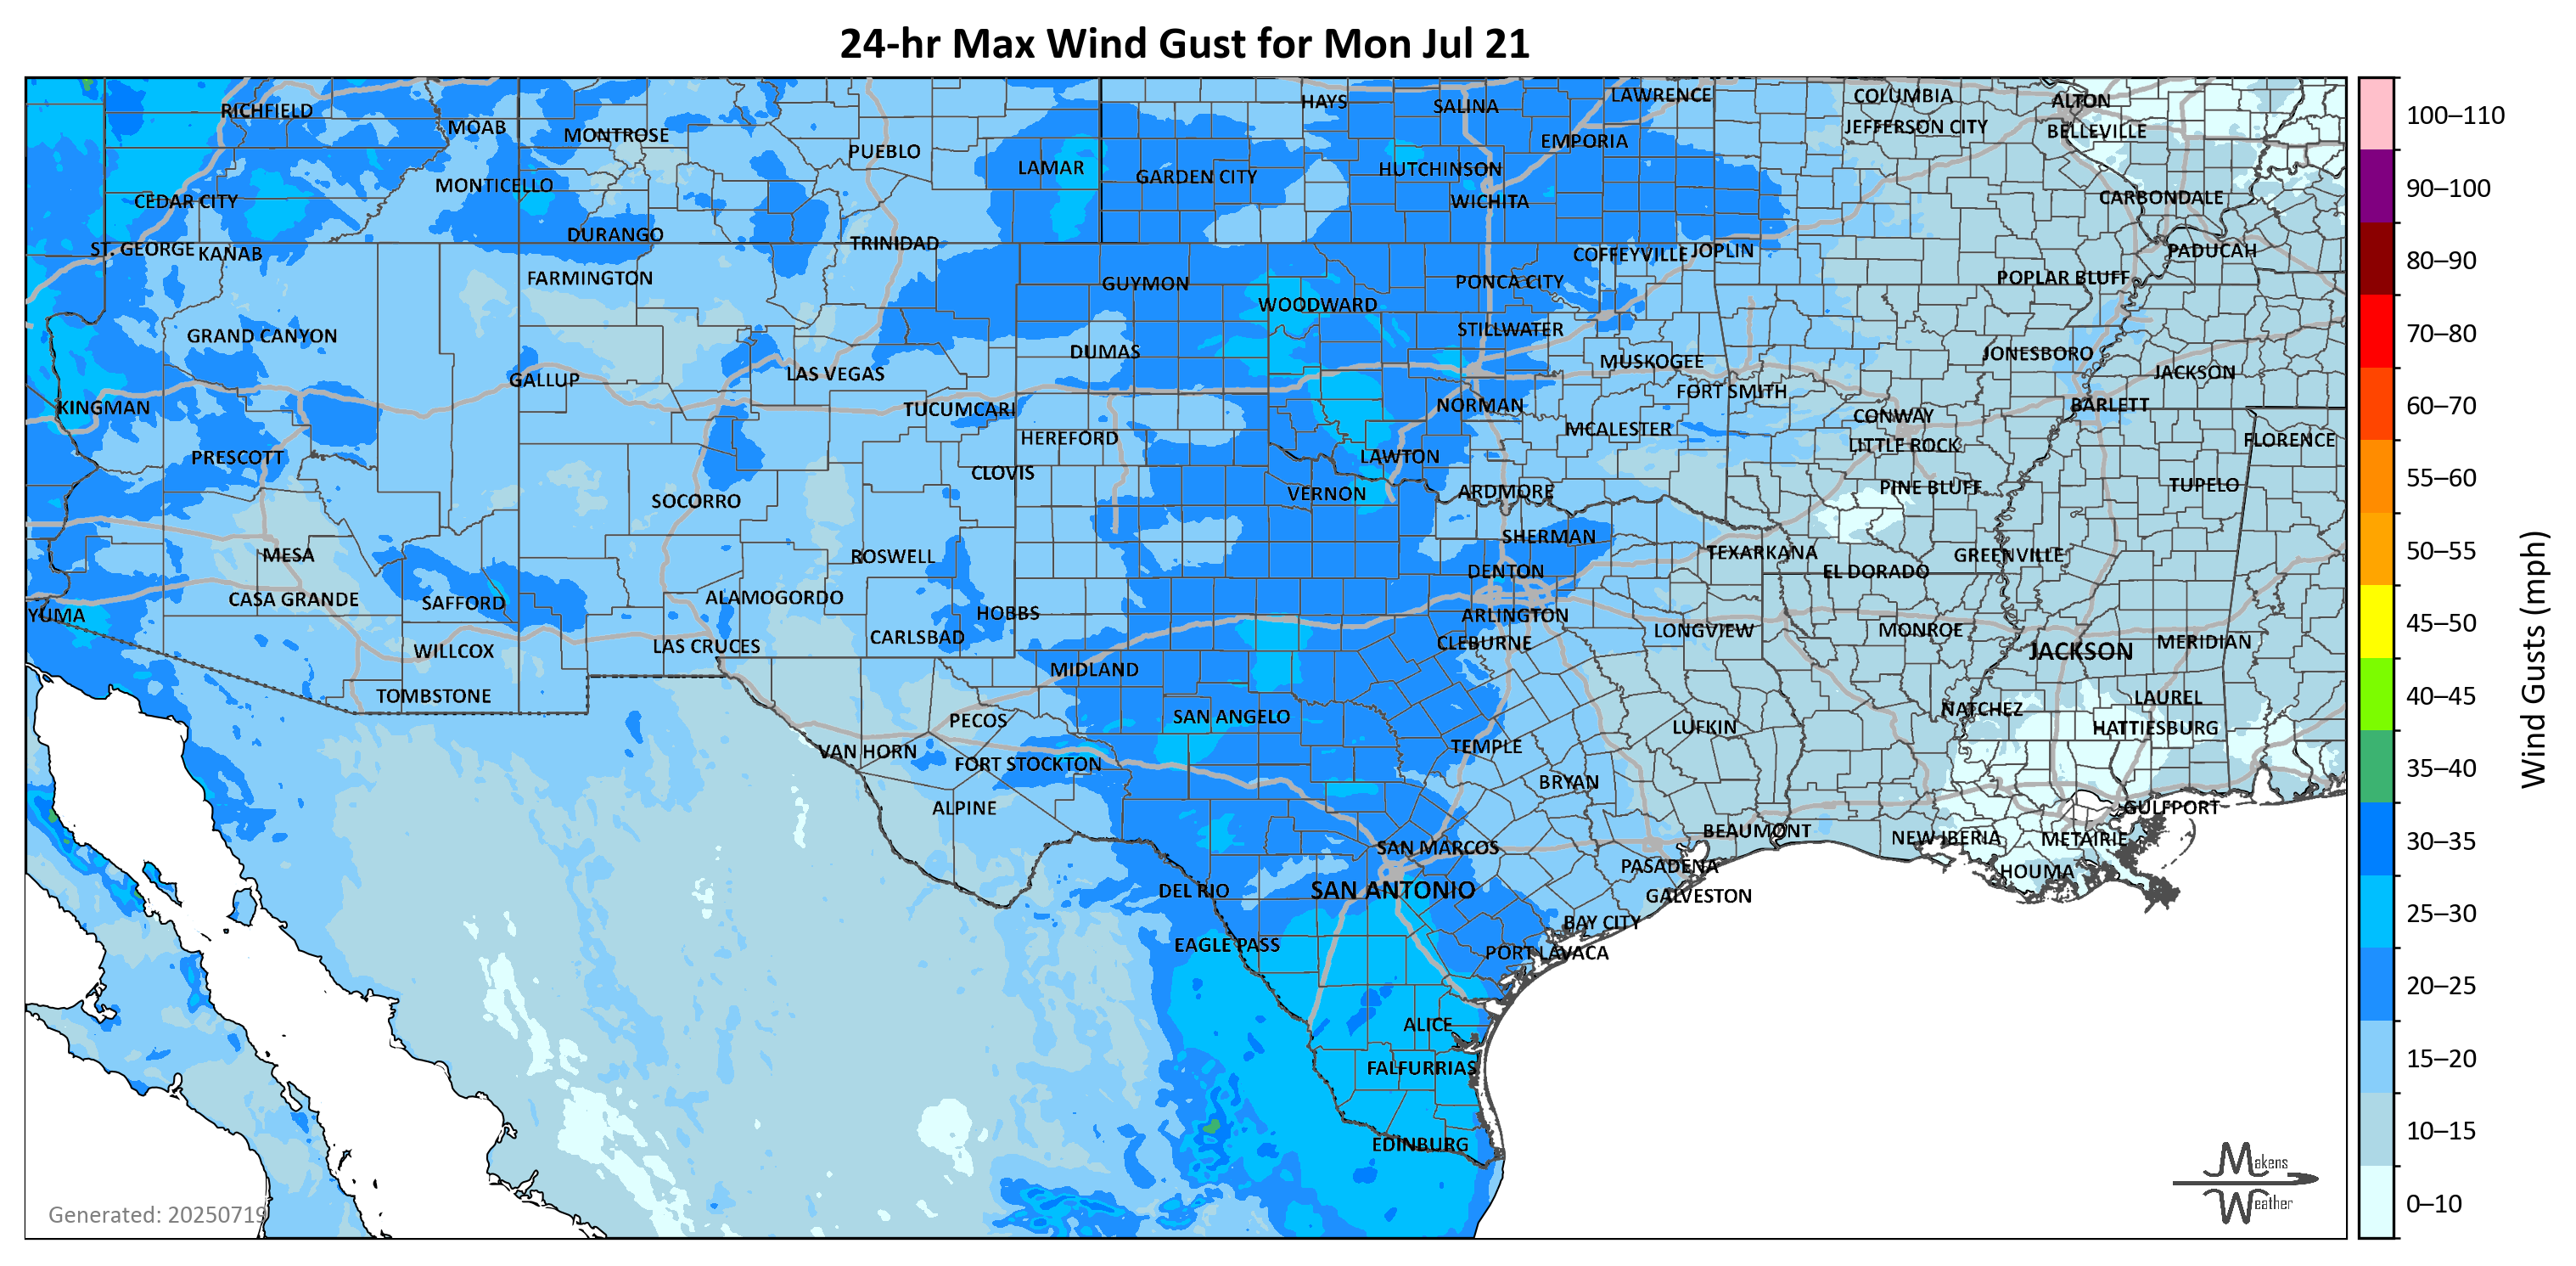 24-hr Max Wind Gust for Mon Jul 21
RICHFIELD
MOAB
MONTROSE
PUEBLO
LAMAR
HAYS
SALINA
LAWRENCE
EMPORIA
COLUMBIA
JEFFERSON CITY
ALTON
BELLEVILLE
CEDAR CITY
MONTICELLO
DURANGO
TRINIDAD
GARDEN CITY
HUTCHINSON
WICHITA
CARBONDALE
PADUCAH
ST. GEORGE
KANAB
FARMINGTON
GUYMON
WOODWARD
PONCA CITY
COFFEYVILLE
JOPLIN
POPLAR BLUFF
GRAND CANYON
GALLUP
LAS VEGAS
DUMAS
STILLWATER
MUSKOGEE
FORT SMITH
JONESBORO
JACKSON
KINGMAN
TUCUMCARI
HEREFORD
NORMAN
MCALESTER
CONWAY
LITTLE ROCK
BARLETT
FLORENCE
PRESCOTT
SOCORRO
CLOVIS
VERNON
LAWTON
ARDMORE
PINE BLUFF
TUPELO
MESA
ROSWELL
SHERMAN
DENTON
TEXARKANA
EL DORADO
GREENVILLE
YUMA
CASA GRANDE
SAFFORD
ALAMOGORDO
HOBBS
ARLINGTON
CLEBURNE
LONGVIEW
MONROE
JACKSON
MERIDIAN
WILLCOX
LAS CRUCES
CARLSBAD
MIDLAND
TOMBSTONE
PECOS
SAN ANGELO
TEMPLE
LUFKIN
NATCHEZ
LAUREL
HATTIESBURG
VAN HORN
FORT STOCKTON
BRYAN
ALPINE
BEAUMONT
NEW IBERIA
METAIRIE
GULFPORT
SAN MARCOS
PASADENA
HOUMA
DEL RIO
SAN ANTONIO
GALVESTON
BAY CITY
EAGLE PASS
PORT LAVACA
ALICE
FALFURRIAS
EDINBURG
Generated: 20250719
Makens
Weather
100–110
90–100
80–90
70–80
60–70
55–60
50–55
45–50
40–45
35–40
30–35
25–30
20–25
15–20
10–15
0–10
Wind Gusts (mph)